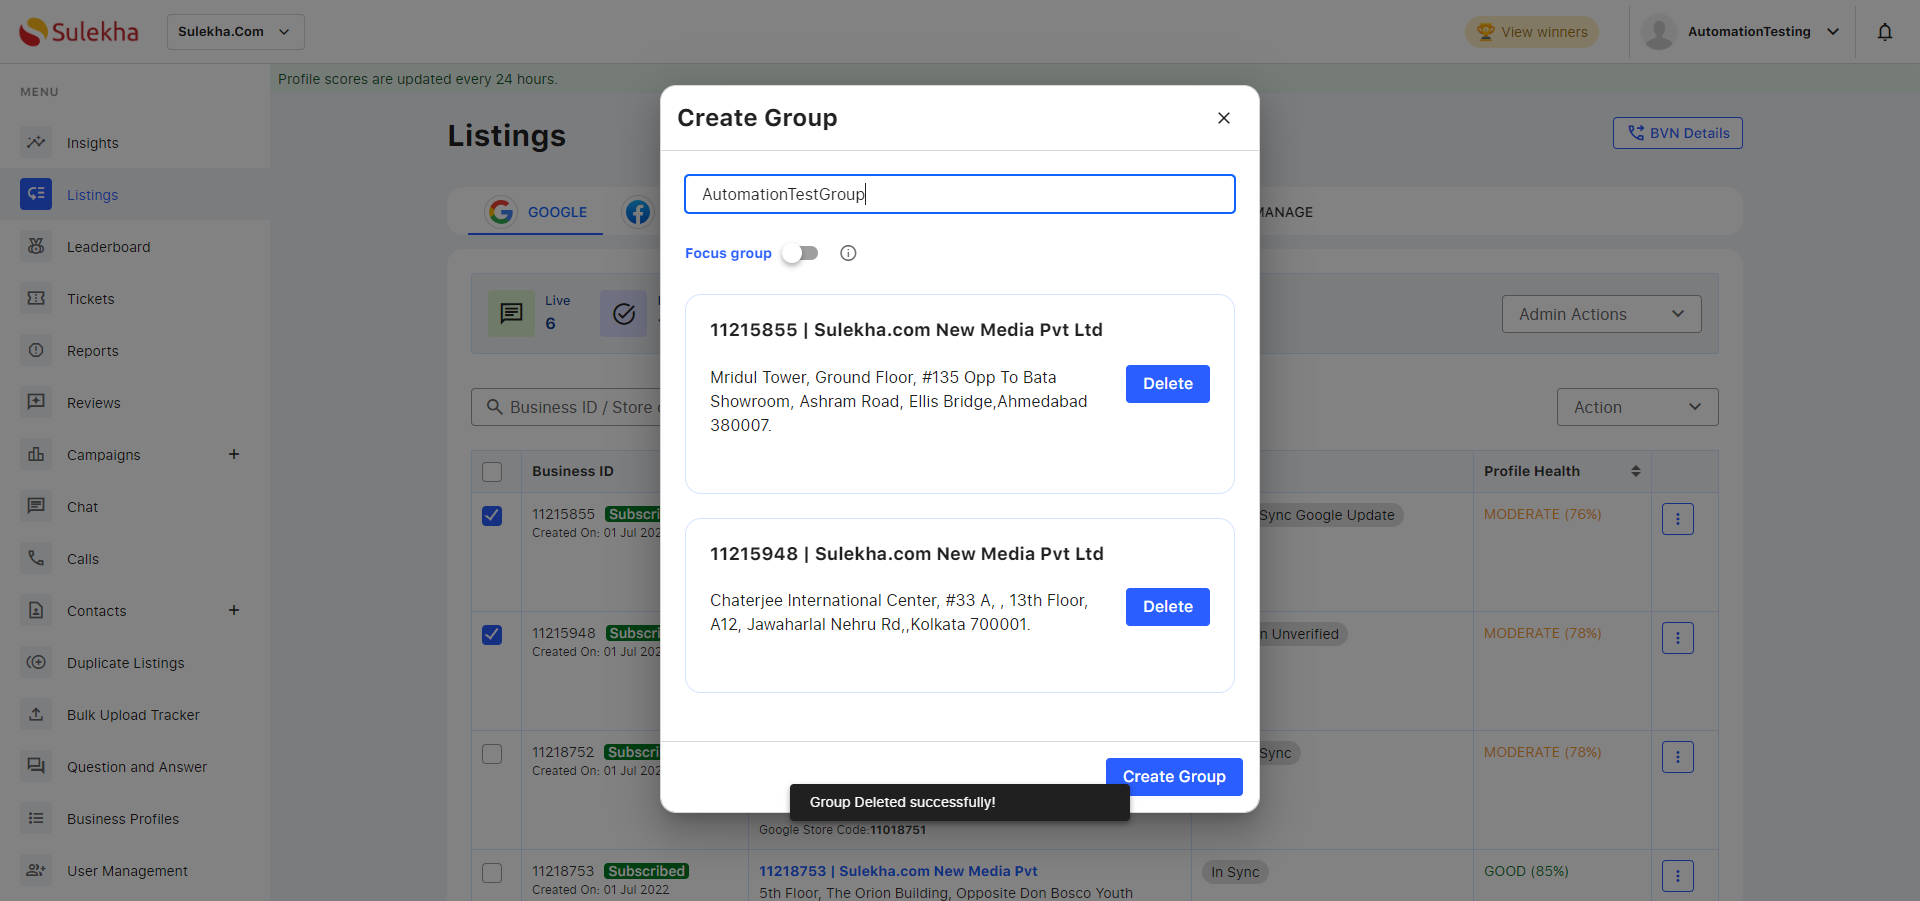 Sulekha
Sulekha.Com
View winners
AutomationTesting
MENU
Insights
Listings
Leaderboard
Tickets
Reports
Reviews
Campaigns
Chat
Calls
Contacts
Duplicate Listings
Bulk Upload Tracker
Question and Answer
Business Profiles
User Management
Profile scores are updated every 24 hours.
Listings
BVN Details
GOOGLE
MANAGE
Live
6
Admin Actions
Business ID / Store
Action
Business ID
Profile Health
11215855 Subscri
Created On: 01 Jul 202
Sync Google Update
MODERATE (76%)
11215948 Subscri
Created On: 01 Jul 202
n Unverified
MODERATE (78%)
11218752 Subscri
Created On: 01 Jul 202
Sync
MODERATE (78%)
Google Store Code:11018751
11218753 Subscribed
Created On: 01 Jul 2022
11218753 | Sulekha.com New Media Pvt
5th Floor, The Orion Building, Opposite Don Bosco Youth
In Sync
GOOD (85%)
Create Group
AutomationTestGroup
Focus group
11215855 | Sulekha.com New Media Pvt Ltd
Mridul Tower, Ground Floor, #135 Opp To Bata
Showroom, Ashram Road, Ellis Bridge,Ahmedabad
380007.
Delete
11215948 | Sulekha.com New Media Pvt Ltd
Chaterjee International Center, #33 A, , 13th Floor,
A12, Jawaharlal Nehru Rd,,Kolkata 700001.
Delete
Create Group
Group Deleted successfully!